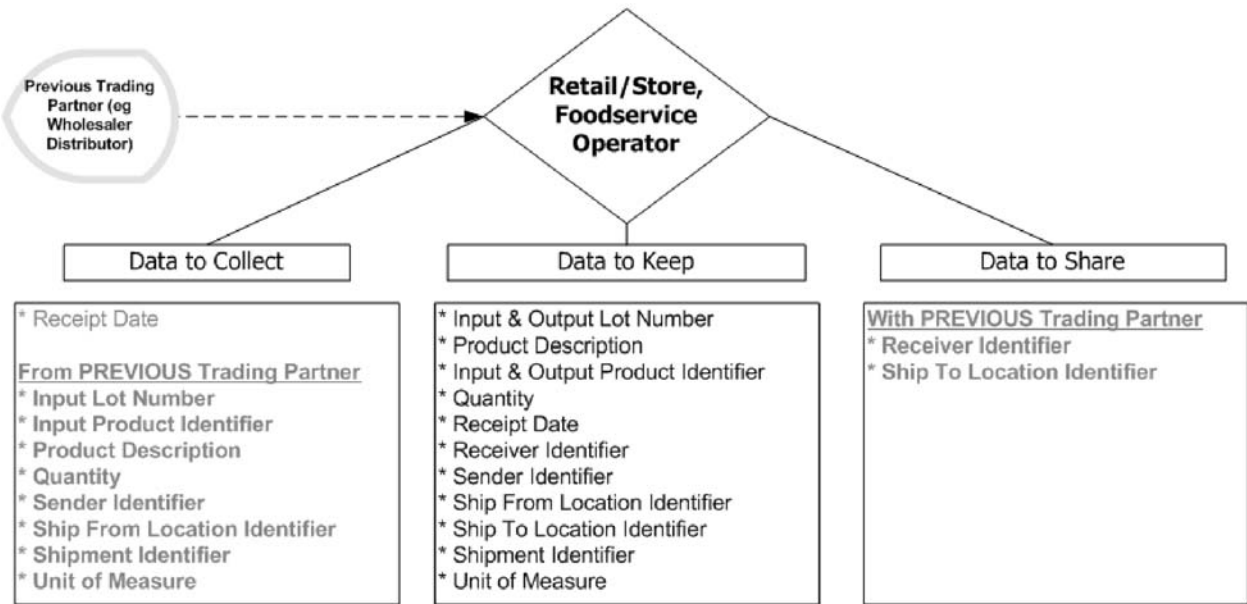 Previous Trading
Partner (eg
Wholesaler
Distributor)
Retail/Store,
Foodservice
Operator
Data to Collect
Data to Keep
Data to Share
* Receipt Date
From PREVIOUS Trading Partner
* Input Lot Number
* Input Product Identifier
* Product Description
* Quantity
* Sender Identifier
* Ship From Location Identifier
* Shipment Identifier
* Unit of Measure
* Input & Output Lot Number
* Product Description
* Input & Output Product Identifier
* Quantity
* Receipt Date
* Receiver Identifier
* Sender Identifier
* Ship From Location Identifier
* Ship To Location Identifier
* Shipment Identifier
* Unit of Measure
With PREVIOUS Trading Partner
* Receiver Identifier
* Ship To Location Identifier